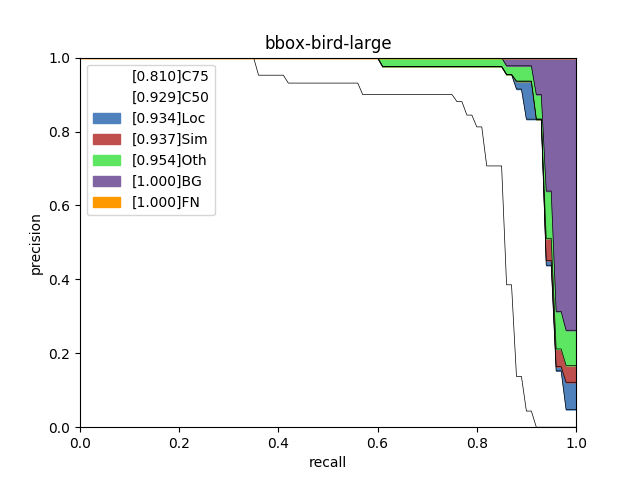 bbox-bird-large
1.0
0.8
0.6
0.4
0.2
0.0
precision
[0.810]C75
[0.929]C50
[0.934]Loc
[0.937]Sim
[0.954]Oth
[1.000]BG
[1.000]FN
0.0 0.2 0.4 0.6 0.8 1.0
recall